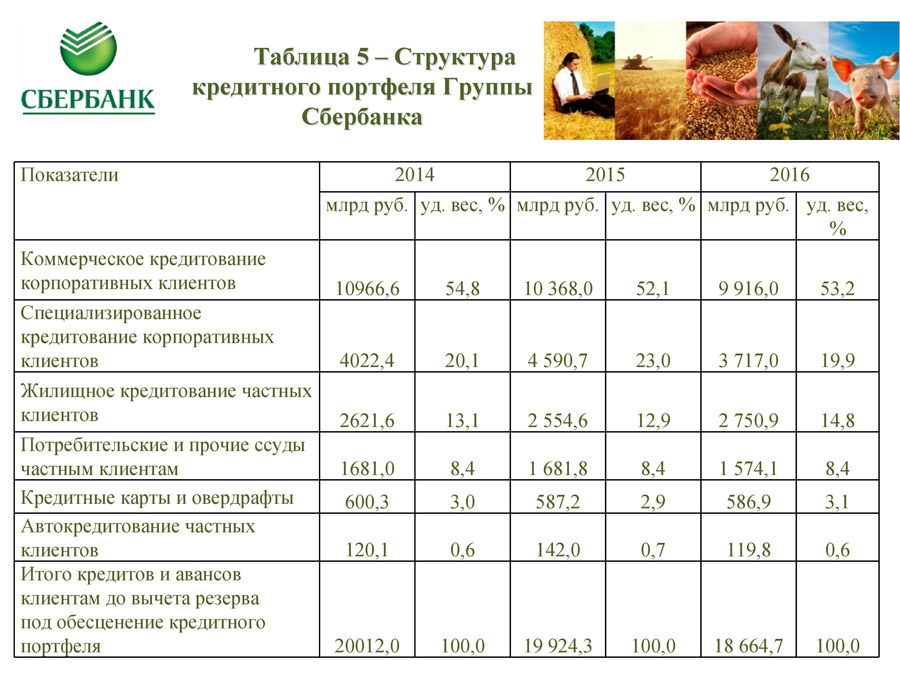 СБЕРБАНК
Таблица 5 – Структура
кредитного портфеля Группы
Сбербанка
Показатели 2014 2015 2016
млрд руб. уд. вес, % млрд руб. уд. вес, % млрд руб. уд. вес,
%
Коммерческое кредитование
корпоративных клиентов 10966,6 54,8 10 368,0 52,1 9 916,0 53,2
Специализированное
кредитование корпоративных
клиентов 4022,4 20,1 4 590,7 23,0 3 717,0 19,9
Жилищное кредитование частных
клиентов 2621,6 13,1 2 554,6 12,9 2 750,9 14,8
Потребительские и прочие ссуды
частным клиентам 1681,0 8,4 1 681,8 8,4 1 574,1 8,4
Кредитные карты и овердрафты 600,3 3,0 587,2 2,9 586,9 3,1
Автокредитование частных
клиентов 120,1 0,6 142,0 0,7 119,8 0,6
Итого кредитов и авансов
клиентам до вычета резерва
под обесценение кредитного
портфеля 20012,0 100,0 19 924,3 100,0 18 664,7 100,0